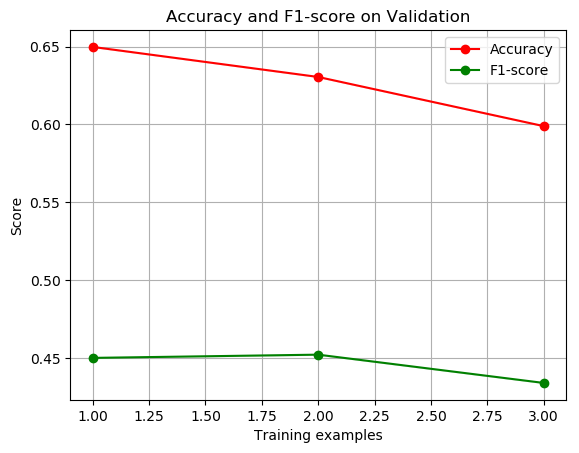 Accuracy and F1-score on Validation
Accuracy
F1-score
0.65
0.60
0.55
0.50
0.45
Score
1.00 1.25 1.50 1.75 2.00 2.25 2.50 2.75 3.00
Training examples